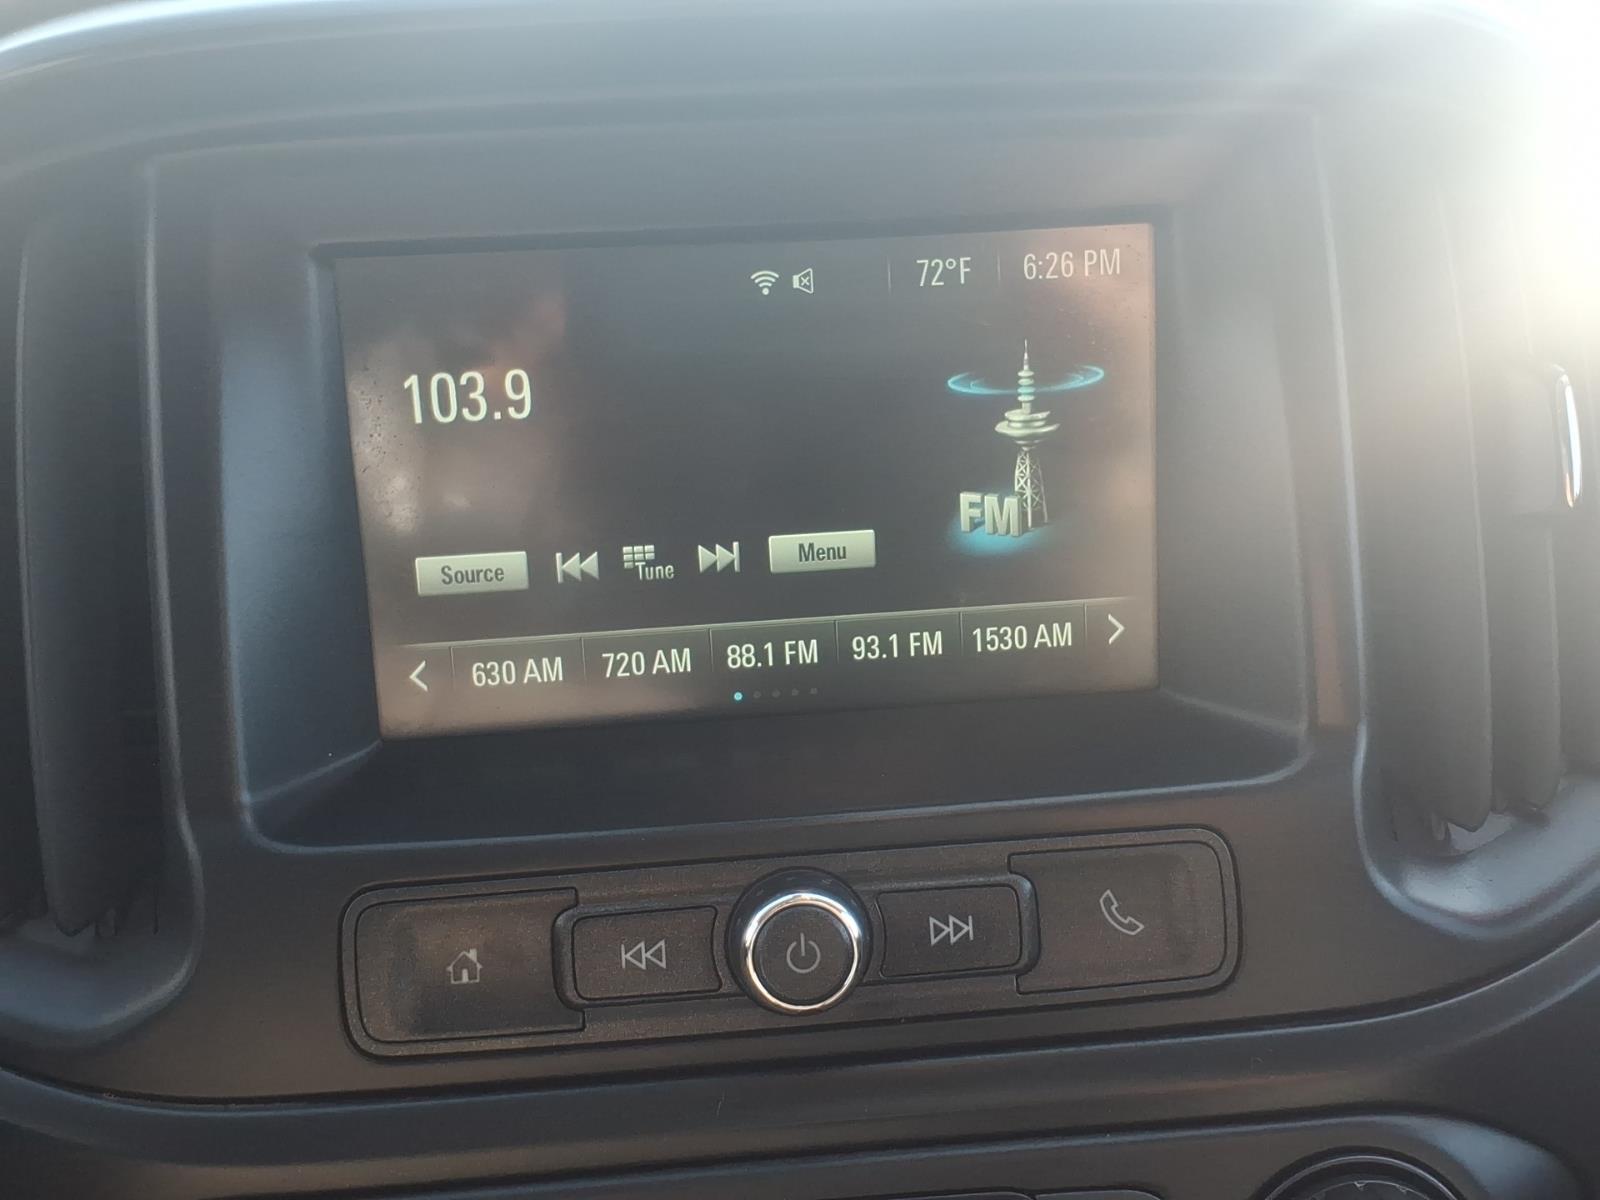 72°F 6:26 PM
103.9
FM
Source Tune Menu
630 AM 720 AM 88.1 FM 93.1 FM 1530 AM